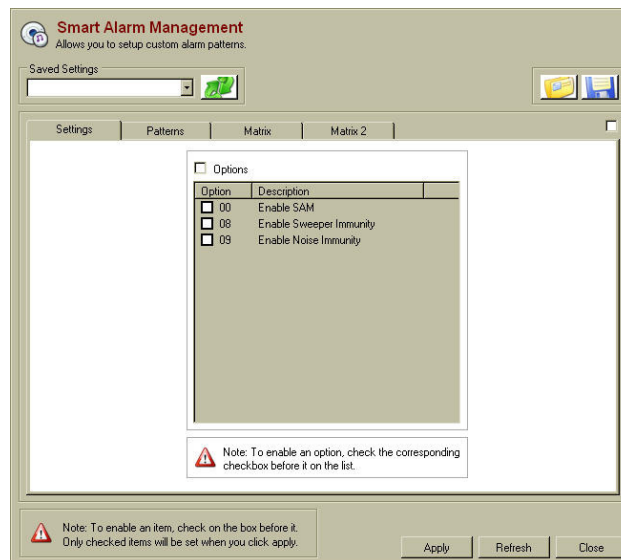 Smart Alarm Management
Allows you to setup custom alarm patterns.
Saved Settings
Settings Patterns Matrix Matrix 2
Options
Option Description
00 Enable SAM
08 Enable Sweeper Immunity
09 Enable Noise Immunity
Note: To enable an option, check the corresponding
checkbox before it on the list.
Note: To enable an item, check on the box before it.
Only checked items will be set when you click apply.
Apply Refresh Close